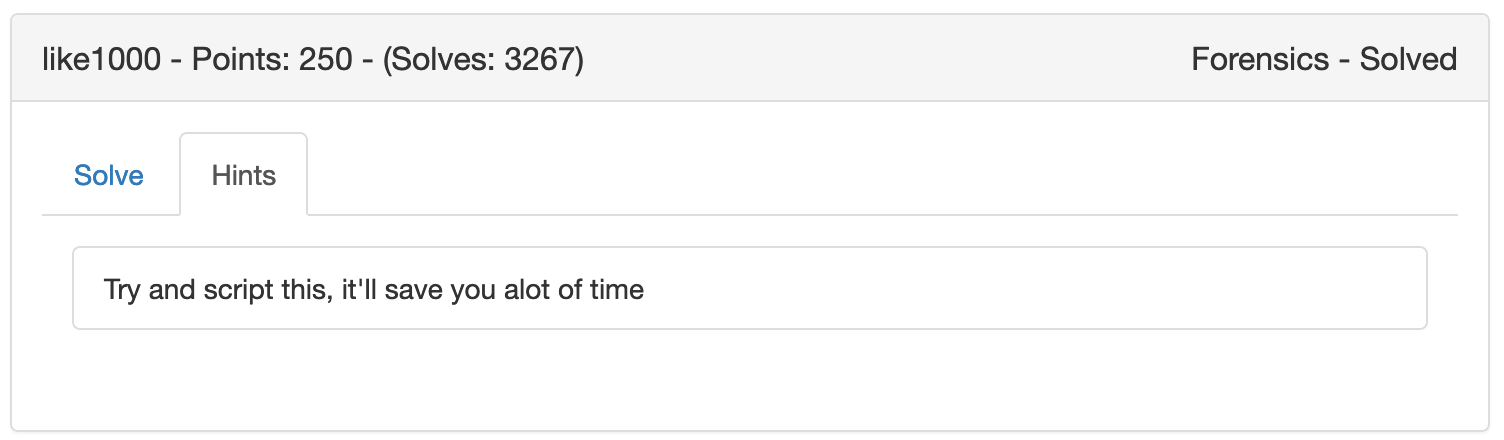 like1000 - Points: 250 - (Solves: 3267)
Forensics - Solved
Solve
Hints
Try and script this, it'll save you alot of time